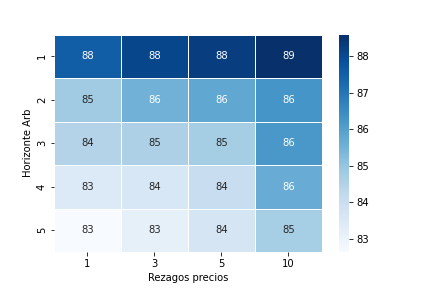 1 88 88 88 89
2 85 86 86 86
3 84 85 85 86
4 83 84 84 86
5 83 83 84 85
1 3 5 10
Horizonte Arb
Rezagos precios
88
87
86
85
84
83